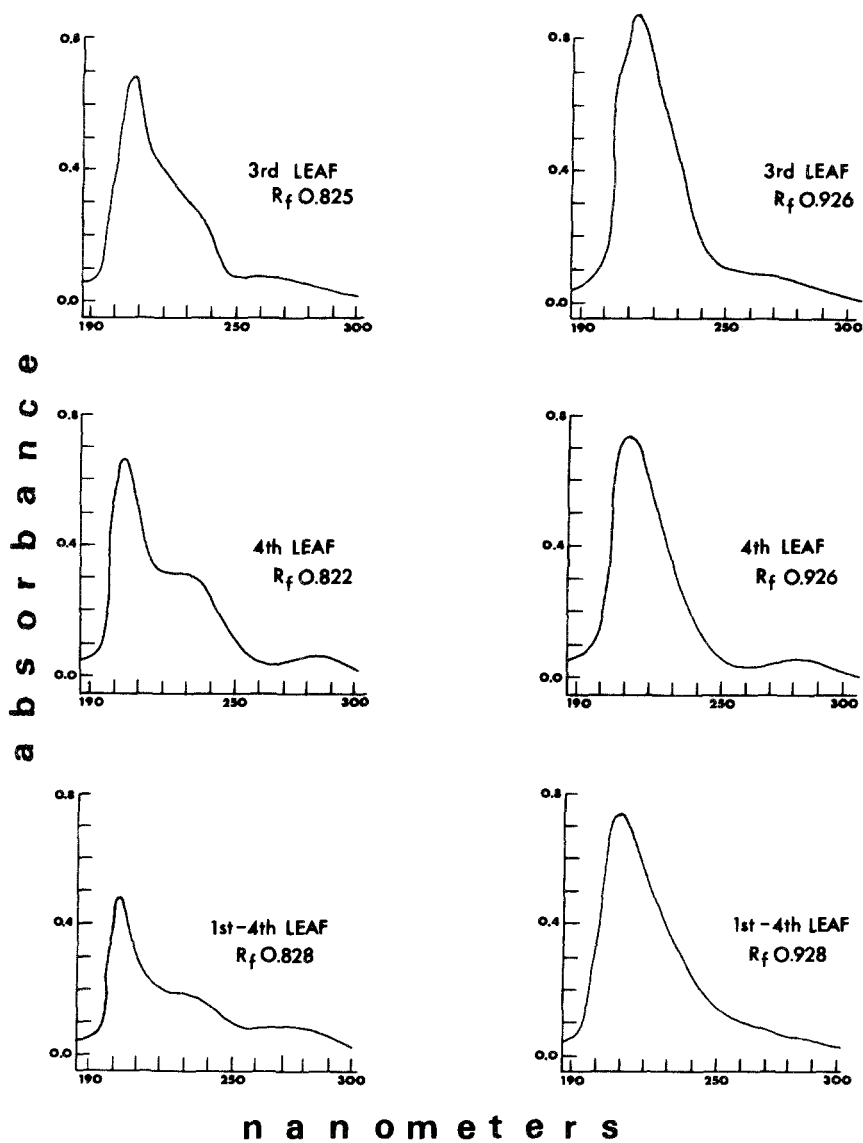 0.8
0.4
0.0
190 250 300
3rd LEAF
Rf 0.825
0.8
0.4
0.0
190 250 300
3rd LEAF
Rf 0.926
0.8
0.4
0.0
190 250 300
4th LEAF
Rf 0.822
0.8
0.4
0.0
190 250 300
4th LEAF
Rf 0.926
0.8
0.4
0.0
190 250 300
1st-4th LEAF
Rf 0.828
0.8
0.4
0.0
190 250 300
1st-4th LEAF
Rf 0.928
absorbance
nanometers